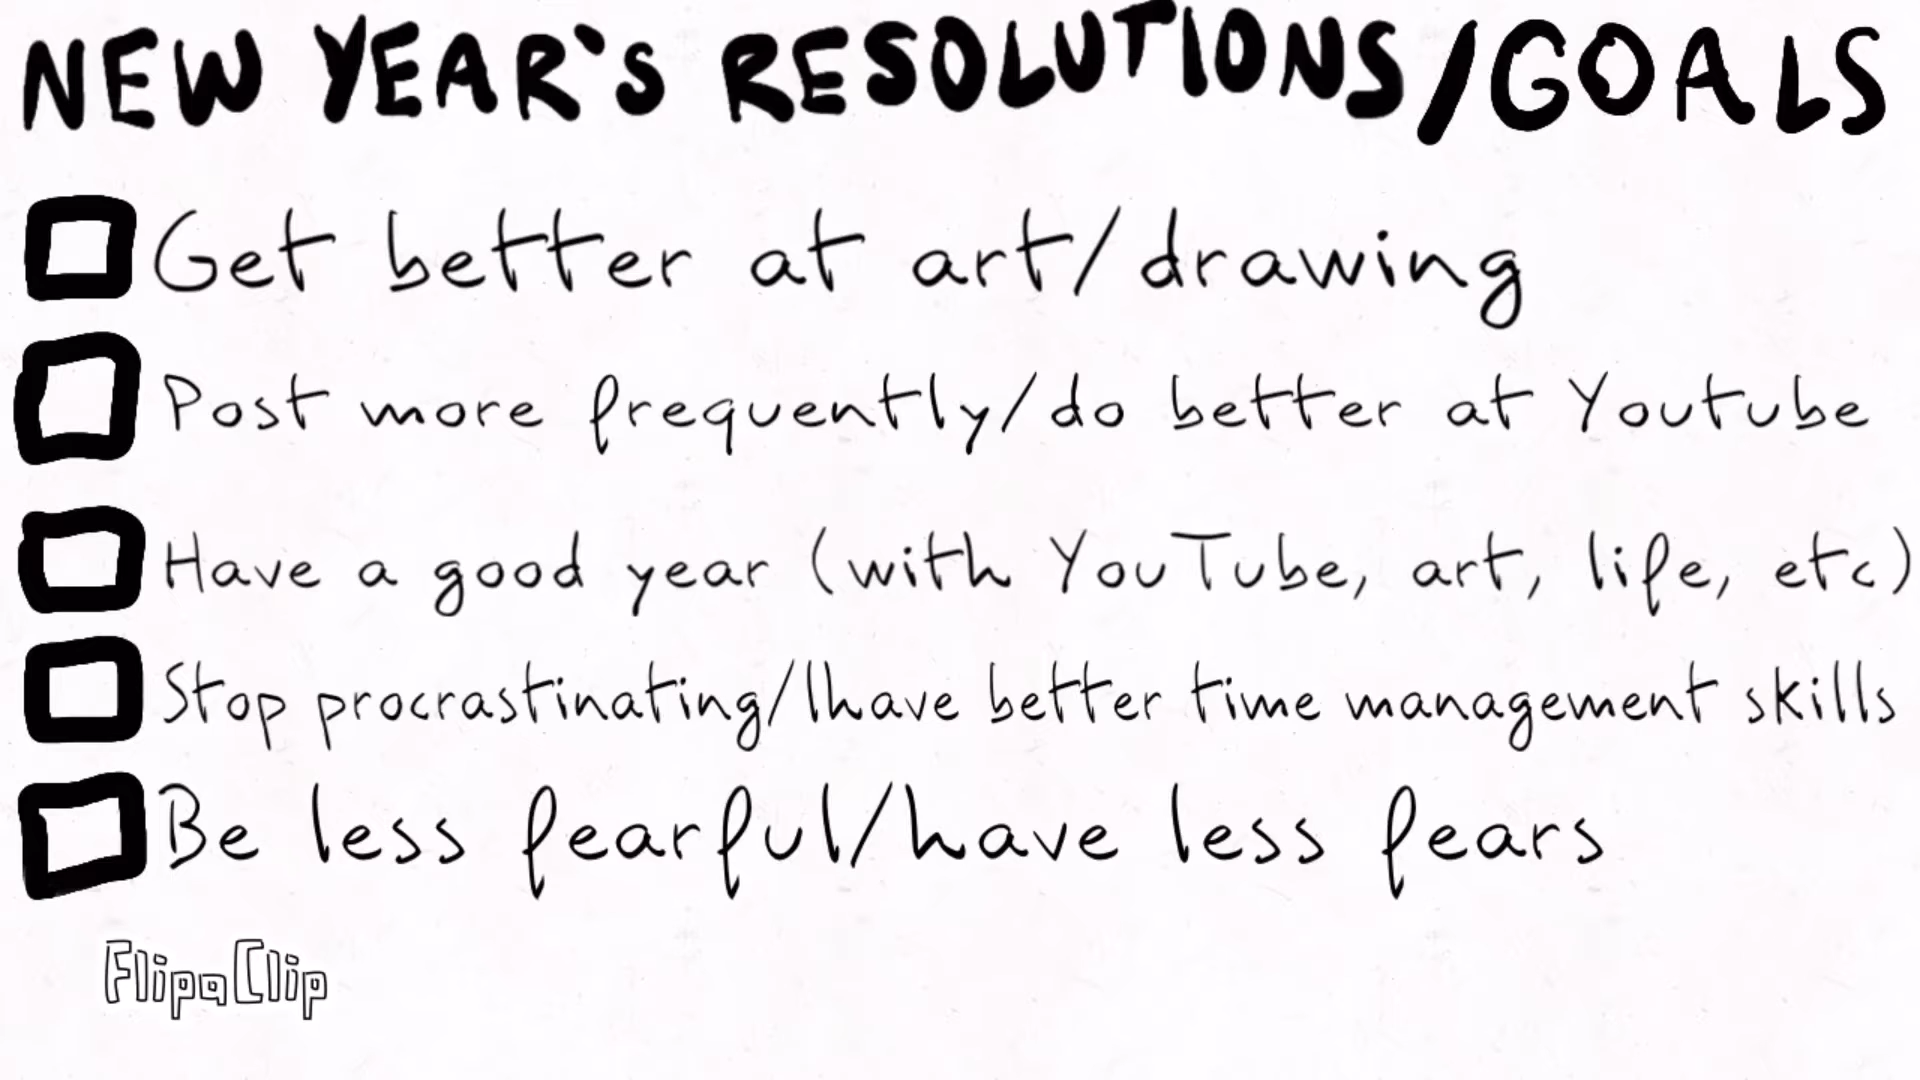 NEW YEAR'S RESOLUTIONS/GOALS
Get better at art/drawing
Post more frequently/do better at Youtube
Have a good year (with YouTube, art, life, etc)
Stop procrastinating/lhave better time management skills
Be less fearful/have less fears
FlipaClip